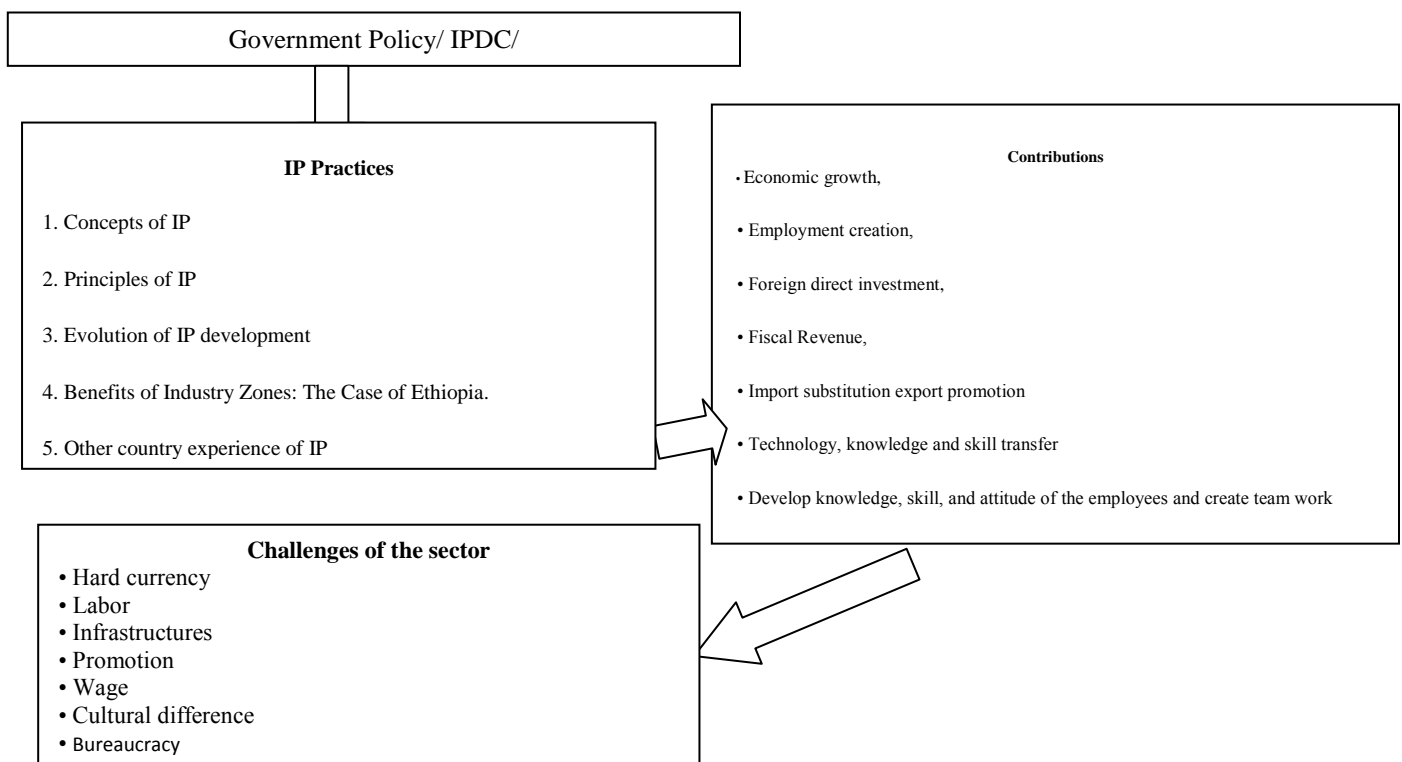 Government Policy/ IPDC/
IP Practices
1. Concepts of IP
2. Principles of IP
3. Evolution of IP development
4. Benefits of Industry Zones: The Case of Ethiopia.
5. Other country experience of IP
Contributions
• Economic growth,
• Employment creation,
• Foreign direct investment,
• Fiscal Revenue,
• Import substitution export promotion
• Technology, knowledge and skill transfer
• Develop knowledge, skill, and attitude of the employees and create team work
Challenges of the sector
• Hard currency
• Labor
• Infrastructures
• Promotion
• Wage
• Cultural difference
• Bureaucracy